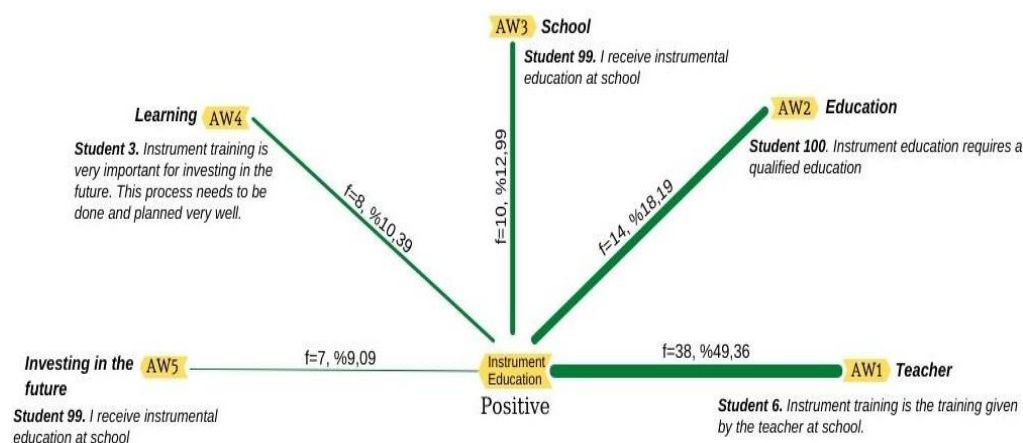 AW3 School
Student 99. I receive instrumental
education at school
Learning AW4
Student 3. Instrument training is
very important for investing in the
future. This process needs to be
done and planned very well.
AW2 Education
Student 100. Instrument education requires a
qualified education
f=8, %10,39
f=10, %12,99
f=14, %18,19
Investing in the
future
AW5
Student 99. I receive instrumental
education at school
f=7, %9,09
Instrument
Education
Positive
f=38, %49,36
AW1 Teacher
Student 6. Instrument training is the training given
by the teacher at school.